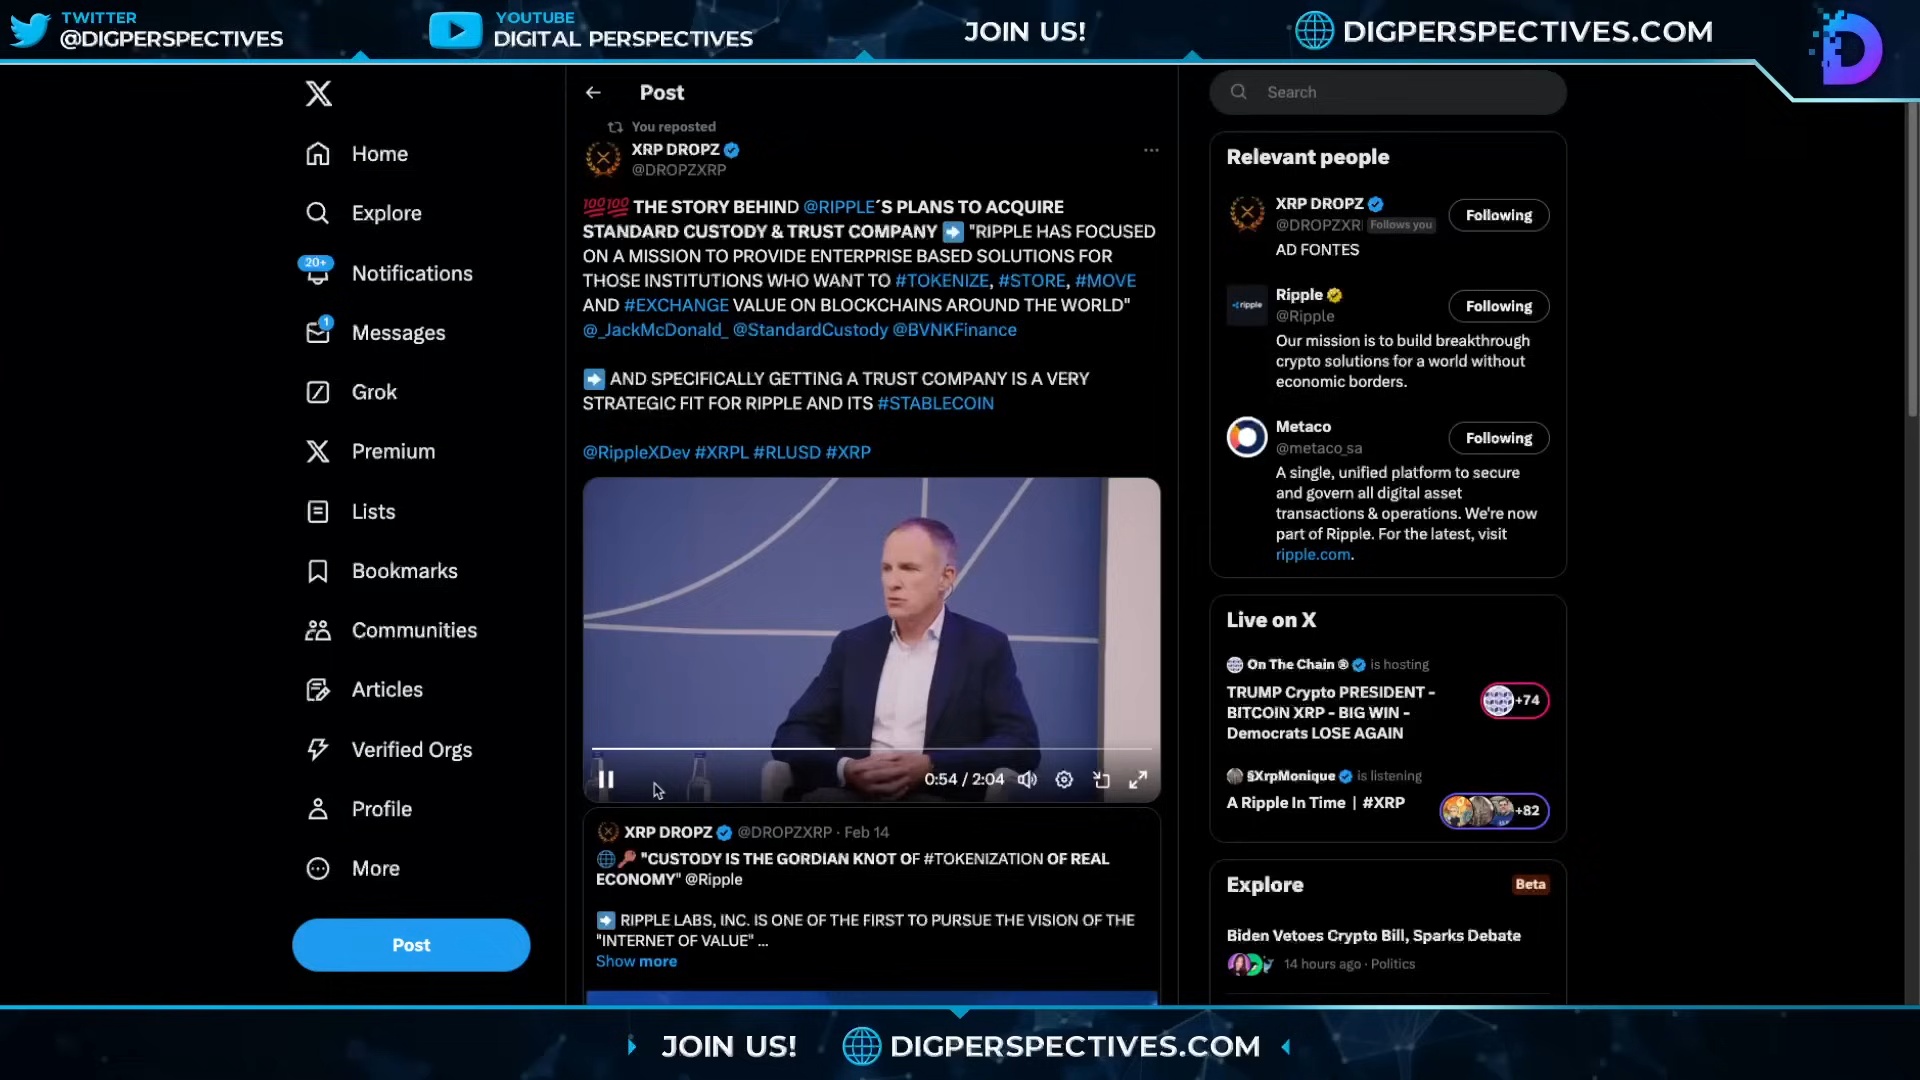 TWITTER
@DIGPERSPECTIVES
YOUTUBE
DIGITAL PERSPECTIVES
JOIN US!
DIGPERSPECTIVES.COM
Home
Explore
20+
Notifications
1
Messages
Grok
Premium
Lists
Bookmarks
Communities
Articles
Verified Orgs
Profile
More
Post
Post
You reposted
XRP DROPZ
@DROPZXRP
💯💯 THE STORY BEHIND @RIPPLE´S PLANS TO ACQUIRE
STANDARD CUSTODY & TRUST COMPANY ➡️ "RIPPLE HAS FOCUSED
ON A MISSION TO PROVIDE ENTERPRISE BASED SOLUTIONS FOR
THOSE INSTITUTIONS WHO WANT TO #TOKENIZE, #STORE, #MOVE
AND #EXCHANGE VALUE ON BLOCKCHAINS AROUND THE WORLD"
@_JackMcDonald_ @StandardCustody @BVNKFinance
➡️ AND SPECIFICALLY GETTING A TRUST COMPANY IS A VERY
STRATEGIC FIT FOR RIPPLE AND ITS #STABLECOIN
@RippleXDev #XRPL #RLUSD #XRP
0:54 / 2:04
XRP DROPZ @DROPZXRP · Feb 14
🌐🔑 "CUSTODY IS THE GORDIAN KNOT OF #TOKENIZATION OF REAL
ECONOMY" @Ripple
➡️ RIPPLE LABS, INC. IS ONE OF THE FIRST TO PURSUE THE VISION OF THE
"INTERNET OF VALUE" ...
Show more
Search
Relevant people
XRP DROPZ
@DROPZXR Follows you
Following
AD FONTES
ripple
Ripple
@Ripple
Following
Our mission is to build breakthrough
crypto solutions for a world without
economic borders.
Metaco
@metaco_sa
Following
A single, unified platform to secure
and govern all digital asset
transactions & operations. We're now
part of Ripple. For the latest, visit
ripple.com.
Live on X
On The Chain ® is hosting
TRUMP Crypto PRESIDENT -
BITCOIN XRP - BIG WIN -
Democrats LOSE AGAIN
+74
§XrpMonique is listening
A Ripple In Time | #XRP
+82
Explore
Beta
Biden Vetoes Crypto Bill, Sparks Debate
14 hours ago · Politics
JOIN US!
DIGPERSPECTIVES.COM